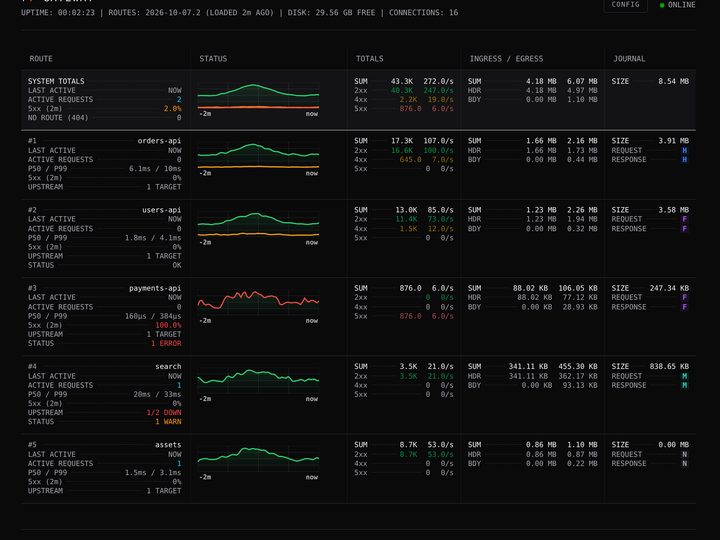 CONFIG
ONLINE
UPTIME: 00:02:23 | ROUTES: 2026-10-07.2 (LOADED 2m AGO) | DISK: 29.56 GB FREE | CONNECTIONS: 16
ROUTE STATUS TOTALS INGRESS / EGRESS JOURNAL
SYSTEM TOTALS SUM 43.3K 272.0/s SUM 4.18 MB 6.07 MB SIZE 8.54 MB
LAST ACTIVE NOW 2xx 40.3K 247.0/s HDR 4.18 MB 4.97 MB
ACTIVE REQUESTS 2 4xx 2.2K 19.0/s BDY 0.00 MB 1.10 MB
5xx (2m) 2.0% 5xx 876.0 6.0/s
NO ROUTE (404) 0 -2m now
#1 orders-api SUM 17.3K 107.0/s SUM 1.66 MB 2.16 MB SIZE 3.91 MB
LAST ACTIVE NOW 2xx 16.6K 100.0/s HDR 1.66 MB 1.73 MB REQUEST H
ACTIVE REQUESTS 0 4xx 645.0 7.0/s BDY 0.00 MB 0.44 MB RESPONSE H
P50 / P99 6.1ms / 10ms 5xx 0 0/s
5xx (2m) 0% -2m now
UPSTREAM 1 TARGET
#2 users-api SUM 13.0K 85.0/s SUM 1.23 MB 2.26 MB SIZE 3.58 MB
LAST ACTIVE NOW 2xx 11.4K 73.0/s HDR 1.23 MB 1.94 MB REQUEST F
ACTIVE REQUESTS 0 4xx 1.5K 12.0/s BDY 0.00 MB 0.32 MB RESPONSE F
P50 / P99 1.8ms / 4.1ms 5xx 0 0/s
5xx (2m) 0% -2m now
UPSTREAM 1 TARGET
STATUS OK
#3 payments-api SUM 876.0 6.0/s SUM 88.02 KB 106.05 KB SIZE 247.34 KB
LAST ACTIVE NOW 2xx 0 0/s HDR 88.02 KB 77.12 KB REQUEST F
ACTIVE REQUESTS 0 4xx 0 0/s BDY 0.00 KB 28.93 KB RESPONSE F
P50 / P99 160µs / 384µs 5xx 876.0 6.0/s
5xx (2m) 100.0% -2m now
UPSTREAM 1 TARGET
STATUS 1 ERROR
#4 search SUM 3.5K 21.0/s SUM 341.11 KB 455.30 KB SIZE 838.65 KB
LAST ACTIVE NOW 2xx 3.5K 21.0/s HDR 341.11 KB 362.17 KB REQUEST M
ACTIVE REQUESTS 1 4xx 0 0/s BDY 0.00 KB 93.13 KB RESPONSE M
P50 / P99 20ms / 33ms 5xx 0 0/s
5xx (2m) 0% -2m now
UPSTREAM 1/2 DOWN
STATUS 1 WARN
#5 assets SUM 8.7K 53.0/s SUM 0.86 MB 1.10 MB SIZE 0.00 MB
LAST ACTIVE NOW 2xx 8.7K 53.0/s HDR 0.86 MB 0.87 MB REQUEST N
ACTIVE REQUESTS 1 4xx 0 0/s BDY 0.00 MB 0.22 MB RESPONSE N
P50 / P99 1.5ms / 3.1ms 5xx 0 0/s
5xx (2m) 0% -2m now
UPSTREAM 1 TARGET